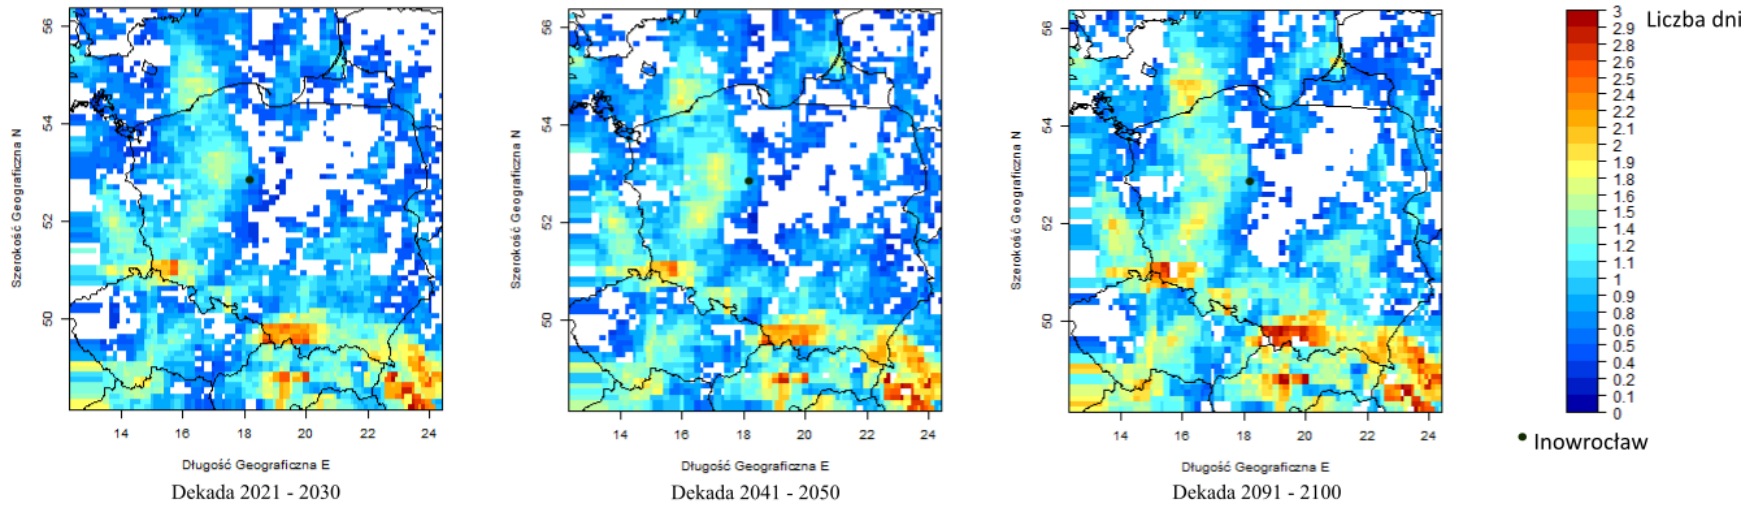 Szerokość Geograficzna N
56
54
52
50
14 16 18 20 22 24
Długość Geograficzna E
Dekada 2021 - 2030
Szerokość Geograficzna N
56
54
52
50
14 16 18 20 22 24
Długość Geograficzna E
Dekada 2041 - 2050
Szerokość Geograficzna N
56
54
52
50
14 16 18 20 22 24
Długość Geograficzna E
Dekada 2091 - 2100
Liczba dni
3
2.9
2.8
2.6
2.5
2.4
2.2
2.1
2
1.9
1.8
1.6
1.5
1.4
1.2
1.1
1
0.9
0.8
0.6
0.5
0.4
0.2
0.1
0
Inowrocław